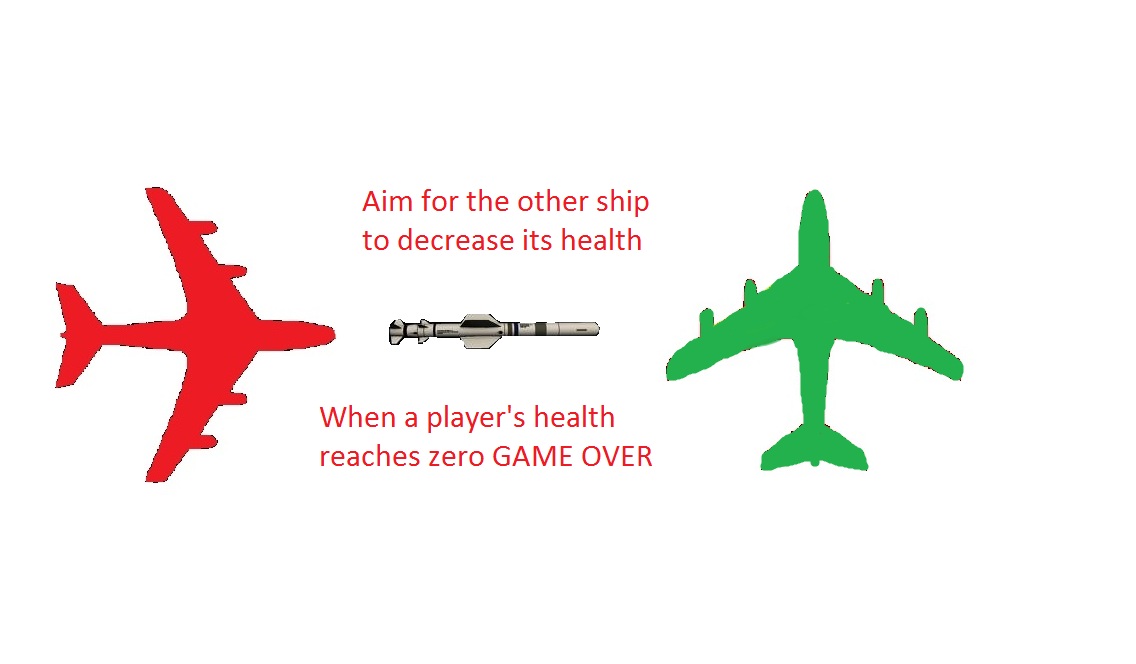 Aim for the other ship
to decrease its health
When a player's health
reaches zero GAME OVER